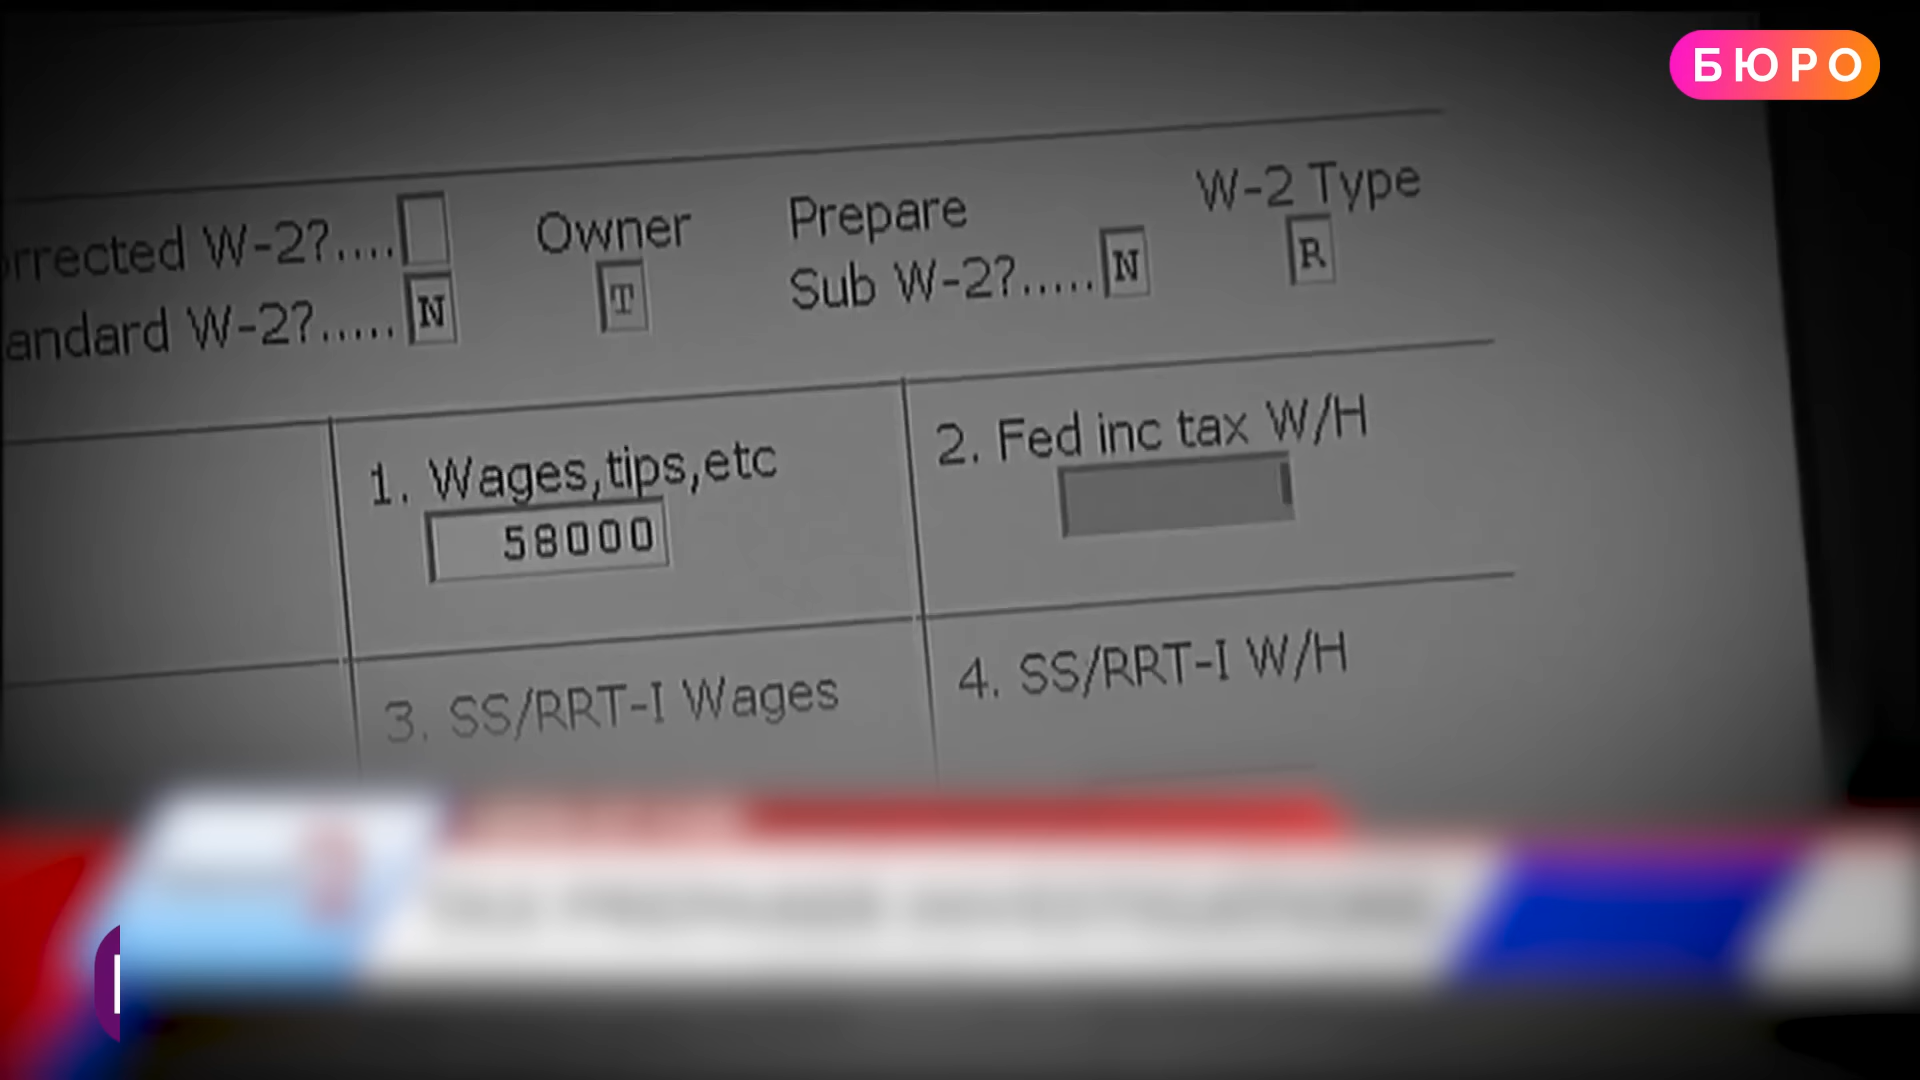 БЮРО
W-2 Type
Owner
Prepare
rrected W-2?....
Sub W-2?..... N
R
T
andard W-2?..... N
1. Wages,tips,etc
2. Fed inc tax W/H
58000
3. SS/RRT-I Wages
4. SS/RRT-I W/H